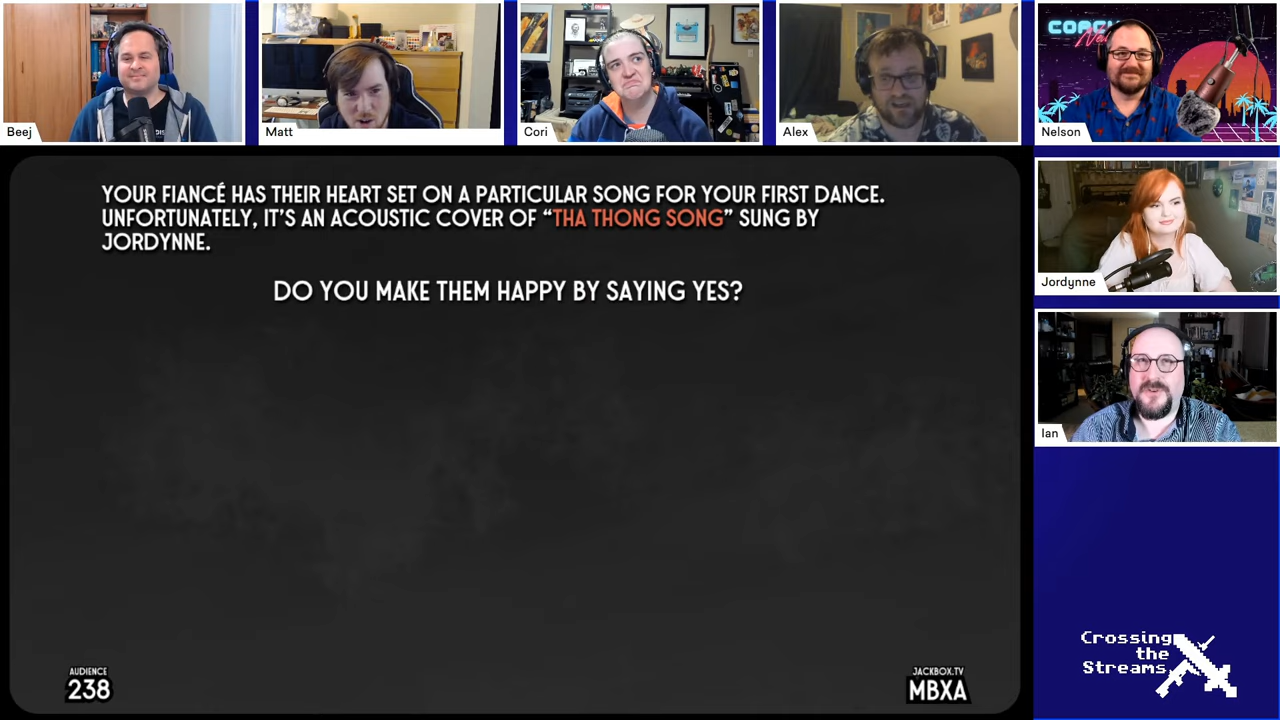 Beej
Matt
Cori
Alex
Nelson
YOUR FIANCÉ HAS THEIR HEART SET ON A PARTICULAR SONG FOR YOUR FIRST DANCE.
UNFORTUNATELY, IT'S AN ACOUSTIC COVER OF “THA THONG SONG” SUNG BY
JORDYNNE.
DO YOU MAKE THEM HAPPY BY SAYING YES?
Jordynne
Ian
AUDIENCE
238
JACKBOX.TV
MBXA
Crossing
the
Streams